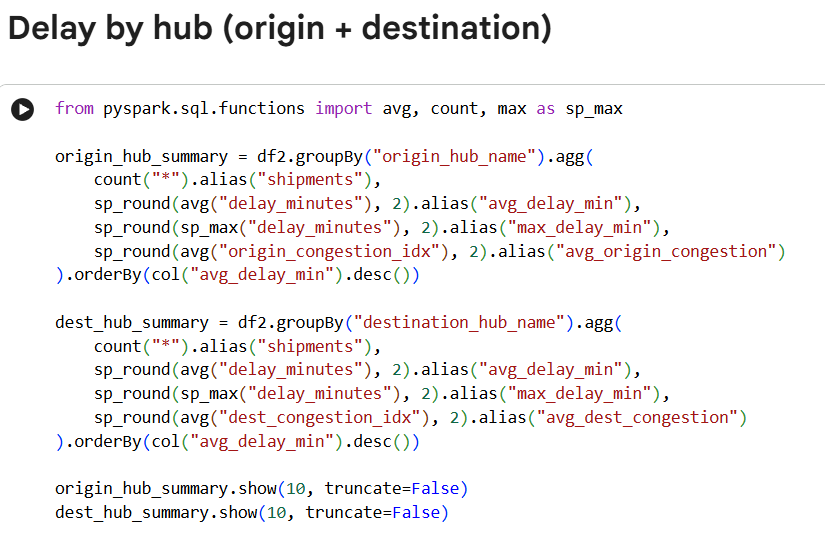 Delay by hub (origin + destination)
from pyspark.sql.functions import avg, count, max as sp_max
origin_hub_summary = df2.groupBy("origin_hub_name").agg(
    count("*").alias("shipments"),
    sp_round(avg("delay_minutes"), 2).alias("avg_delay_min"),
    sp_round(sp_max("delay_minutes"), 2).alias("max_delay_min"),
    sp_round(avg("origin_congestion_idx"), 2).alias("avg_origin_congestion")
).orderBy(col("avg_delay_min").desc())
dest_hub_summary = df2.groupBy("destination_hub_name").agg(
    count("*").alias("shipments"),
    sp_round(avg("delay_minutes"), 2).alias("avg_delay_min"),
    sp_round(sp_max("delay_minutes"), 2).alias("max_delay_min"),
    sp_round(avg("dest_congestion_idx"), 2).alias("avg_dest_congestion")
).orderBy(col("avg_delay_min").desc())
origin_hub_summary.show(10, truncate=False)
dest_hub_summary.show(10, truncate=False)